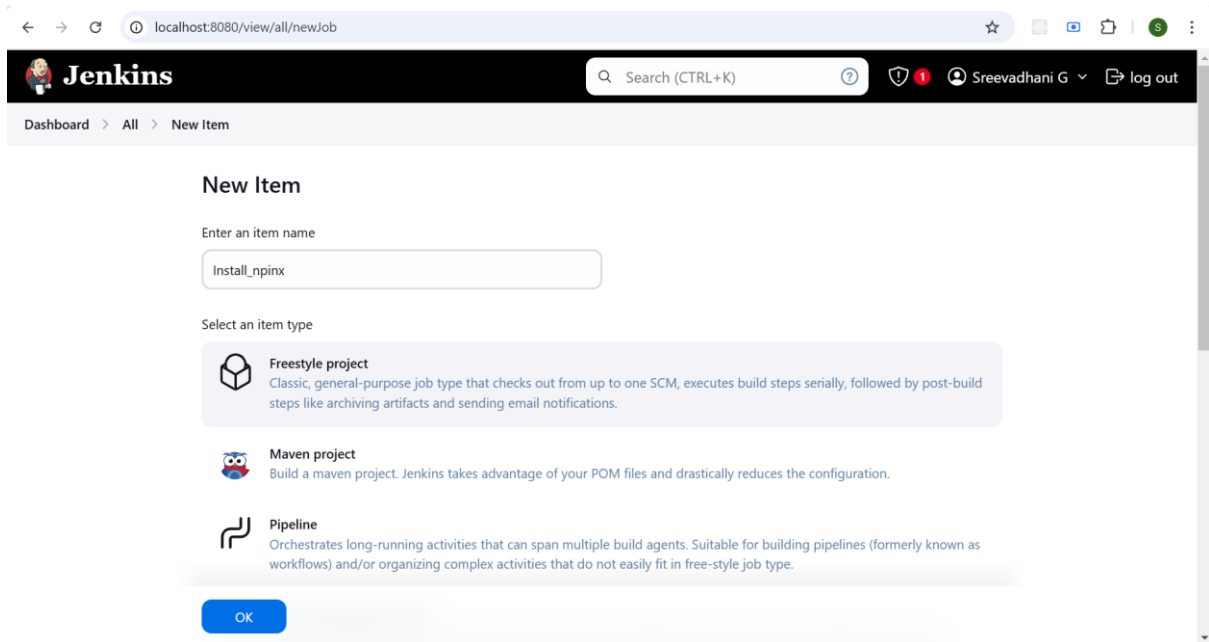 localhost:8080/view/all/newJob
S
Jenkins
Search (CTRL+K)
?
1
Sreevadhani G
log out
Dashboard > All > New Item
New Item
Enter an item name
Install_npinx
Select an item type
Freestyle project
Classic, general-purpose job type that checks out from up to one SCM, executes build steps serially, followed by post-build
steps like archiving artifacts and sending email notifications.
Maven project
Build a maven project. Jenkins takes advantage of your POM files and drastically reduces the configuration.
Pipeline
Orchestrates long-running activities that can span multiple build agents. Suitable for building pipelines (formerly known as
workflows) and/or organizing complex activities that do not easily fit in free-style job type.
OK